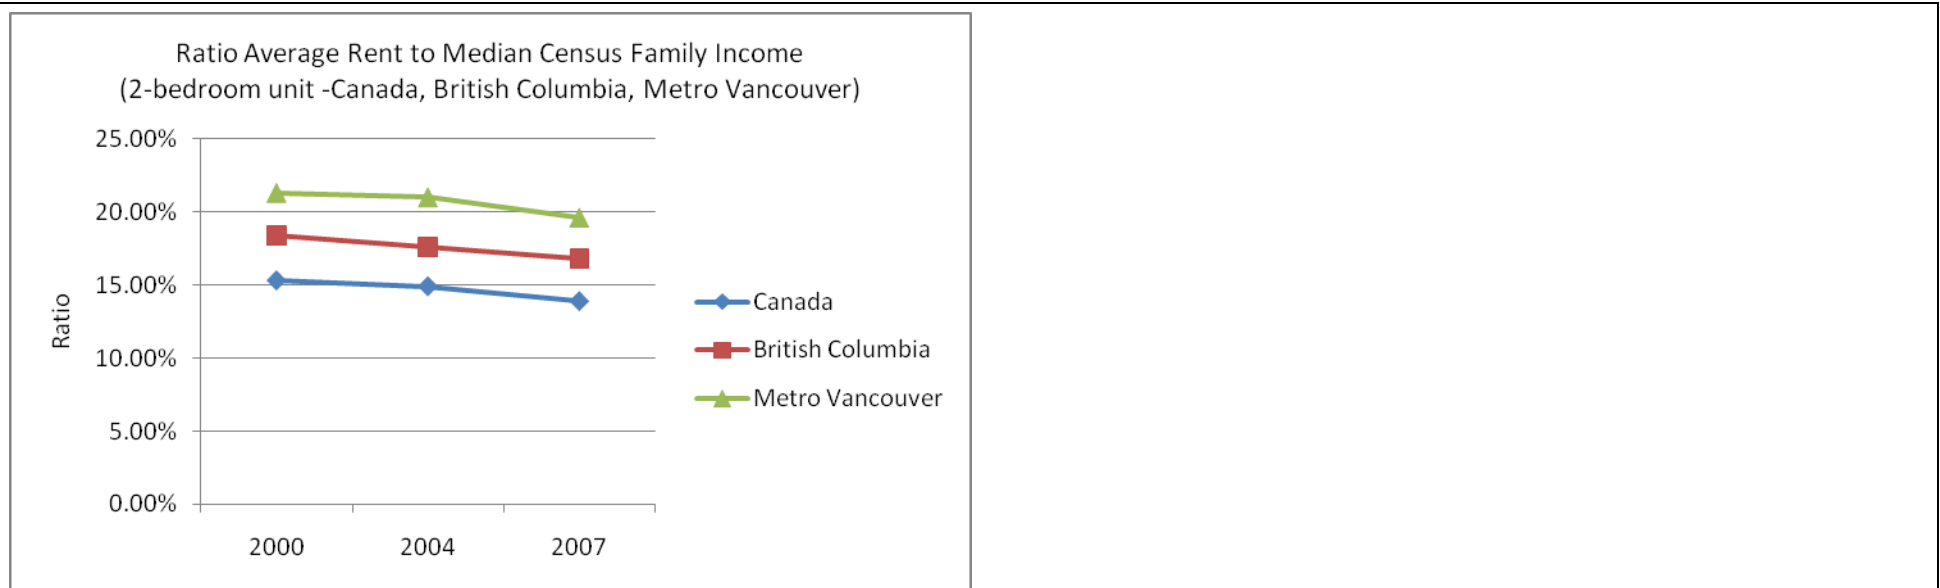 Ratio Average Rent to Median Census Family Income
(2-bedroom unit -Canada, British Columbia, Metro Vancouver)
25.00%
20.00%
15.00%
10.00%
5.00%
0.00%
Ratio
2000 2004 2007
Canada
British Columbia
Metro Vancouver